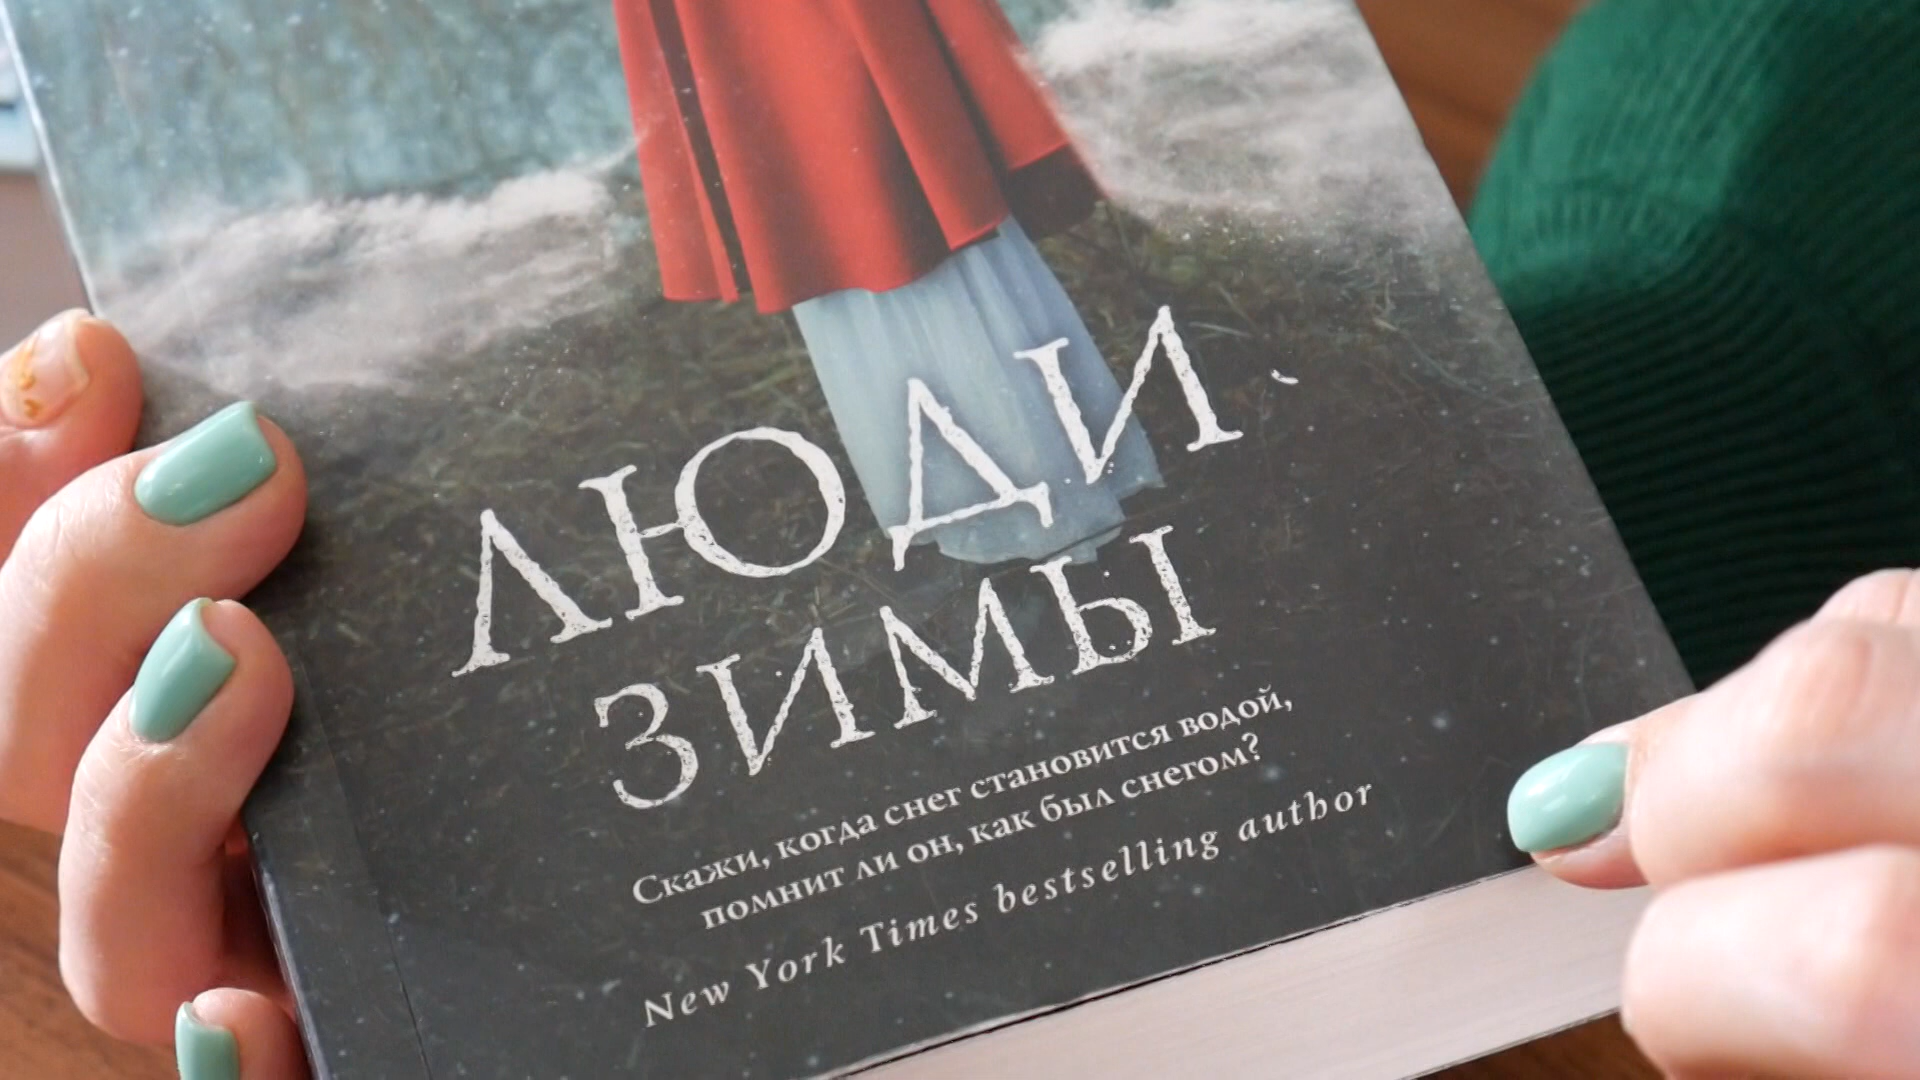 ЛЮДИ
ЗИМЫ
Скажи, когда снег становится водой,
помнит ли он, как был снегом?
New York Times bestselling author